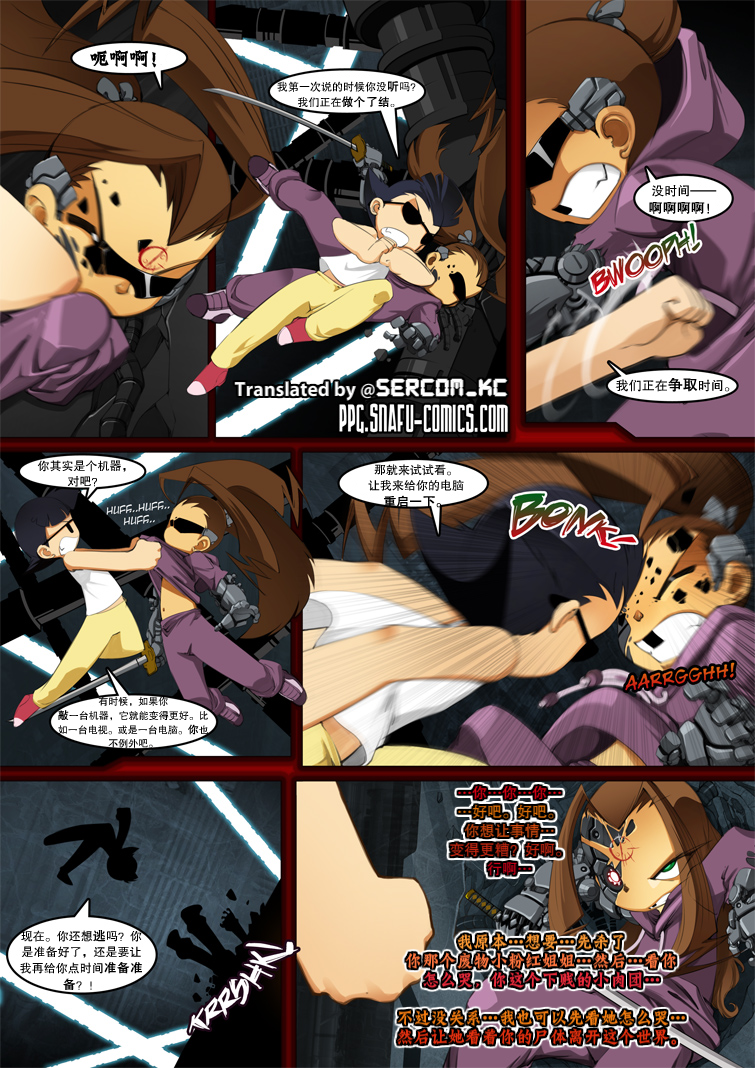 呃啊啊！
我第一次说的时候你没听吗？
我们正在做个了结。
没时间——
啊啊啊啊！
BWOOPH!
我们正在争取时间。
Translated by @SERCOM_KC
PPG.SNAFU-COMICS.COM
你其实是个机器，
对吧？
HUFF..HUFF..
HUFF..
有时候，如果你
敲一台机器，它就能变得更好。比
如一台电视。或是一台电脑。你也
不例外吧。
那就来试试看。
让我来给你的电脑
重启一下。
BONK
AARRGGHH!
现在。你还想逃吗？你
是准备好了，还是要让
我再给你点时间准备准
备？！
TRRSHK!
…你…你…你…
…好吧。好吧。
你想让事情…
变得更糟？好啊。
行啊…
我原本…想要…先杀了
你那个废物小粉红姐姐…然后…看你
怎么哭。你这个下贱的小肉团…
不过没关系…我也可以先看她怎么哭…
然后让她看看你的尸体离开这个世界。